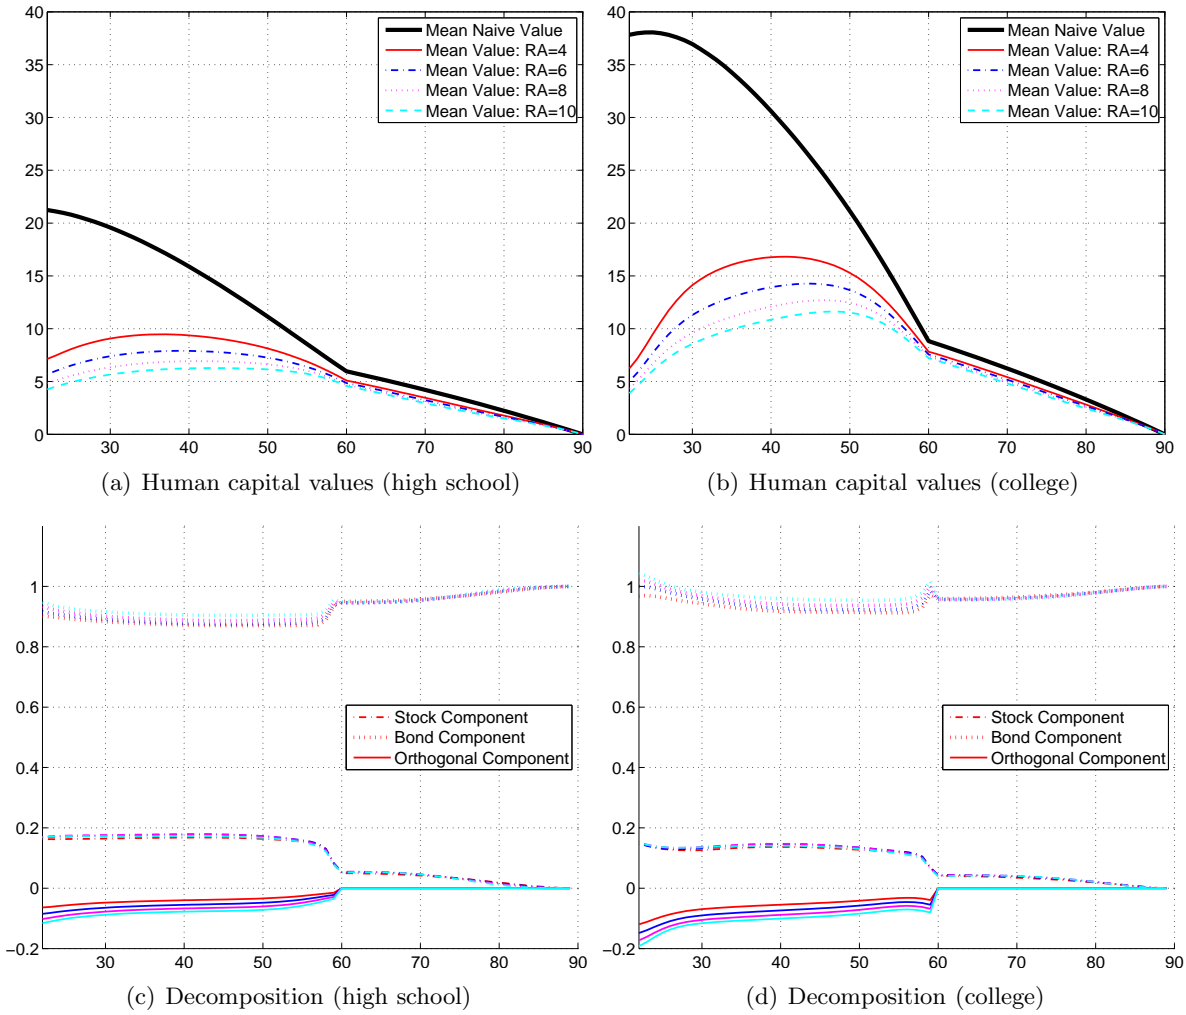 40
35
30
25
20
15
10
5
0
30 40 50 60 70 80 90
Mean Naive Value
Mean Value: RA=4
Mean Value: RA=6
Mean Value: RA=8
Mean Value: RA=10
(a) Human capital values (high school)
40
35
30
25
20
15
10
5
0
30 40 50 60 70 80 90
Mean Naive Value
Mean Value: RA=4
Mean Value: RA=6
Mean Value: RA=8
Mean Value: RA=10
(b) Human capital values (college)
1
0.8
0.6
0.4
0.2
0
−0.2
30 40 50 60 70 80 90
Stock Component
Bond Component
Orthogonal Component
(c) Decomposition (high school)
1
0.8
0.6
0.4
0.2
0
−0.2
30 40 50 60 70 80 90
Stock Component
Bond Component
Orthogonal Component
(d) Decomposition (college)